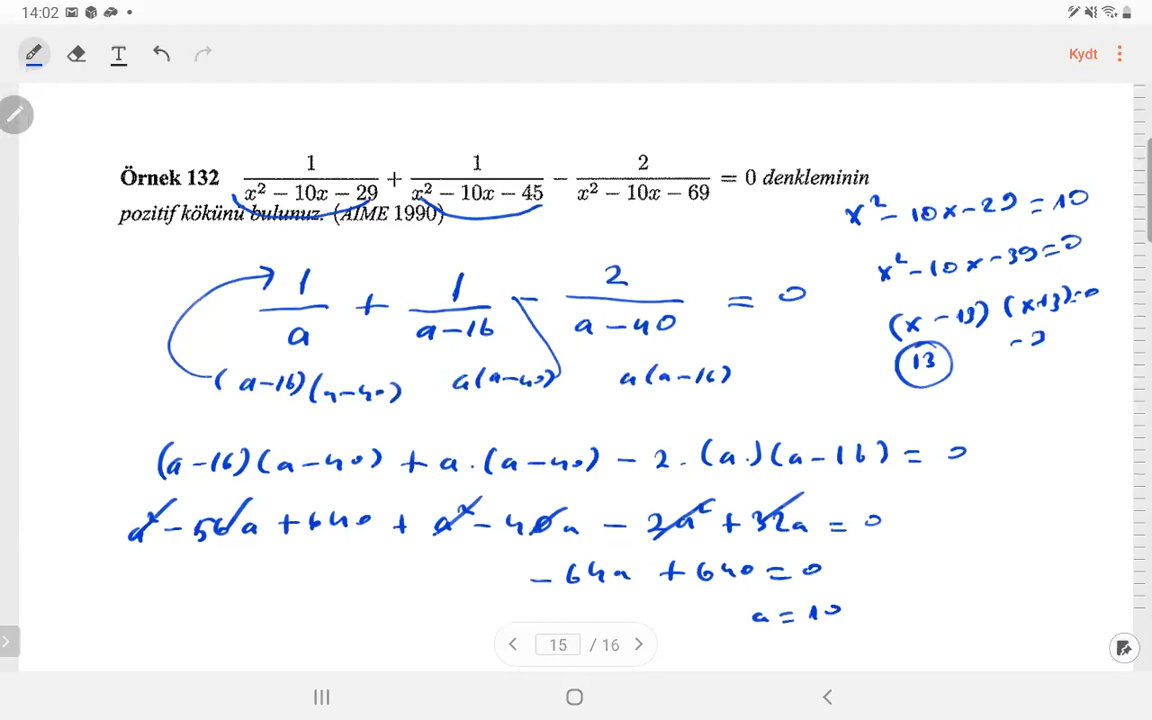 14:02
Kydt
Örnek 132 1/(x² − 10x − 29) + 1/(x² − 10x − 45) − 2/(x² − 10x − 69) = 0 denkleminin
pozitif kökünü bulunuz. (AIME 1990)
x² − 10x − 29 = 10
x² − 10x − 39 = 0
(x − 13) (x+3) = 0
13
−3
1/a + 1/(a−16) − 2/(a−40) = 0
(a−16)(a−40) a(a−40) a(a−16)
(a−16)(a−40) + a.(a−40) − 2.(a.)(a−16) = 0
a² − 56a + 640 + a² − 40a − 2a² + 32a = 0
− 64a + 640 = 0
a = 10
15 / 16